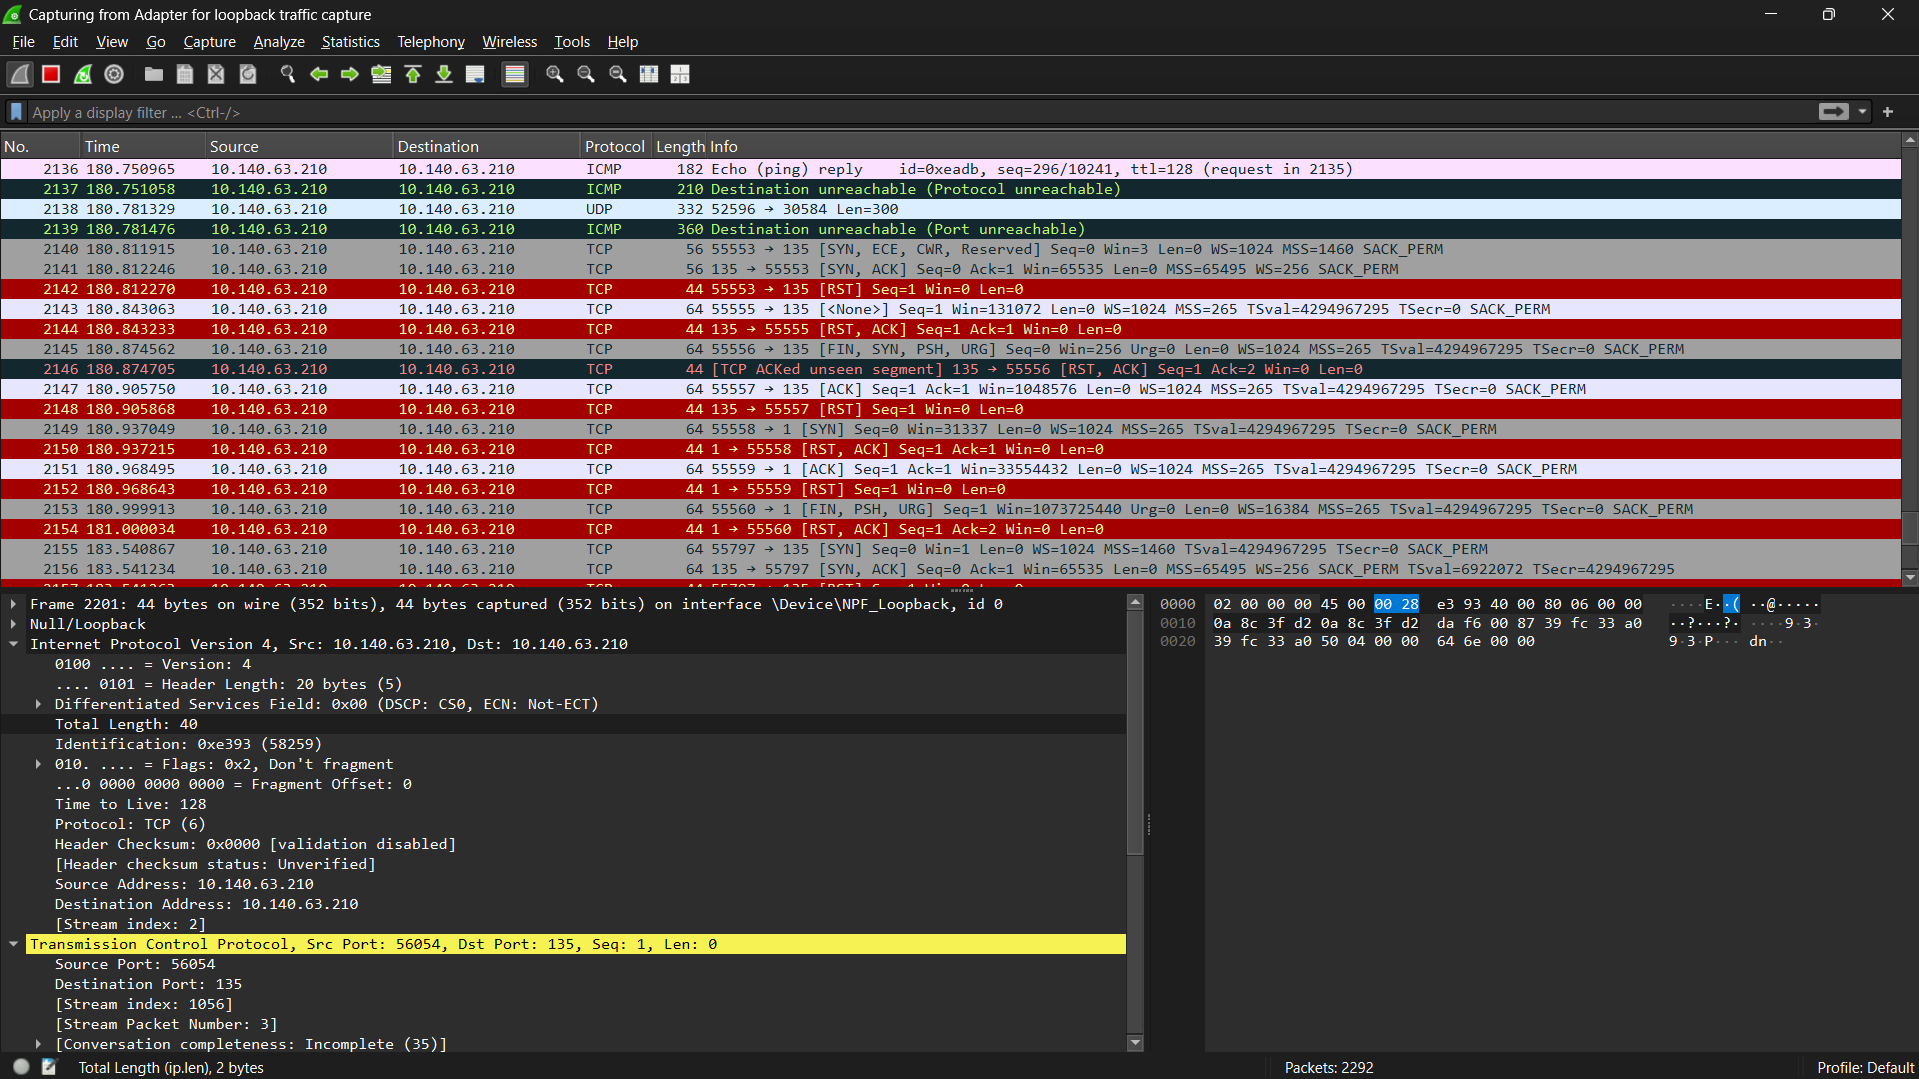 Capturing from Adapter for loopback traffic capture
File Edit View Go Capture Analyze Statistics Telephony Wireless Tools Help
Apply a display filter ... <Ctrl-/>
No. Time Source Destination Protocol Length Info
2136 180.750965 10.140.63.210 10.140.63.210 ICMP 182 Echo (ping) reply id=0xeadb, seq=296/10241, ttl=128 (request in 2135)
2137 180.751058 10.140.63.210 10.140.63.210 ICMP 210 Destination unreachable (Protocol unreachable)
2138 180.781329 10.140.63.210 10.140.63.210 UDP 332 52596 → 30584 Len=300
2139 180.781476 10.140.63.210 10.140.63.210 ICMP 360 Destination unreachable (Port unreachable)
2140 180.811915 10.140.63.210 10.140.63.210 TCP 56 55553 → 135 [SYN, ECE, CWR, Reserved] Seq=0 Win=3 Len=0 WS=1024 MSS=1460 SACK_PERM
2141 180.812246 10.140.63.210 10.140.63.210 TCP 56 135 → 55553 [SYN, ACK] Seq=0 Ack=1 Win=65535 Len=0 MSS=65495 WS=256 SACK_PERM
2142 180.812270 10.140.63.210 10.140.63.210 TCP 44 55553 → 135 [RST] Seq=1 Win=0 Len=0
2143 180.843063 10.140.63.210 10.140.63.210 TCP 64 55555 → 135 [<None>] Seq=1 Win=131072 Len=0 WS=1024 MSS=265 TSval=4294967295 TSecr=0 SACK_PERM
2144 180.843233 10.140.63.210 10.140.63.210 TCP 44 135 → 55555 [RST, ACK] Seq=1 Ack=1 Win=0 Len=0
2145 180.874562 10.140.63.210 10.140.63.210 TCP 64 55556 → 135 [FIN, SYN, PSH, URG] Seq=0 Win=256 Urg=0 Len=0 WS=1024 MSS=265 TSval=4294967295 TSecr=0 SACK_PERM
2146 180.874705 10.140.63.210 10.140.63.210 TCP 44 [TCP ACKed unseen segment] 135 → 55556 [RST, ACK] Seq=1 Ack=2 Win=0 Len=0
2147 180.905750 10.140.63.210 10.140.63.210 TCP 64 55557 → 135 [ACK] Seq=1 Ack=1 Win=1048576 Len=0 WS=1024 MSS=265 TSval=4294967295 TSecr=0 SACK_PERM
2148 180.905868 10.140.63.210 10.140.63.210 TCP 44 135 → 55557 [RST] Seq=1 Win=0 Len=0
2149 180.937049 10.140.63.210 10.140.63.210 TCP 64 55558 → 1 [SYN] Seq=0 Win=31337 Len=0 WS=1024 MSS=265 TSval=4294967295 TSecr=0 SACK_PERM
2150 180.937215 10.140.63.210 10.140.63.210 TCP 44 1 → 55558 [RST, ACK] Seq=1 Ack=1 Win=0 Len=0
2151 180.968495 10.140.63.210 10.140.63.210 TCP 64 55559 → 1 [ACK] Seq=1 Ack=1 Win=33554432 Len=0 WS=1024 MSS=265 TSval=4294967295 TSecr=0 SACK_PERM
2152 180.968643 10.140.63.210 10.140.63.210 TCP 44 1 → 55559 [RST] Seq=1 Win=0 Len=0
2153 180.999913 10.140.63.210 10.140.63.210 TCP 64 55560 → 1 [FIN, PSH, URG] Seq=1 Win=1073725440 Urg=0 Len=0 WS=16384 MSS=265 TSval=4294967295 TSecr=0 SACK_PERM
2154 181.000034 10.140.63.210 10.140.63.210 TCP 44 1 → 55560 [RST, ACK] Seq=1 Ack=2 Win=0 Len=0
2155 183.540867 10.140.63.210 10.140.63.210 TCP 64 55797 → 135 [SYN] Seq=0 Win=1 Len=0 WS=1024 MSS=1460 TSval=4294967295 TSecr=0 SACK_PERM
2156 183.541234 10.140.63.210 10.140.63.210 TCP 64 135 → 55797 [SYN, ACK] Seq=0 Ack=1 Win=65535 Len=0 MSS=65495 WS=256 SACK_PERM TSval=6922072 TSecr=4294967295
Frame 2201: 44 bytes on wire (352 bits), 44 bytes captured (352 bits) on interface \Device\NPF_Loopback, id 0
Null/Loopback
Internet Protocol Version 4, Src: 10.140.63.210, Dst: 10.140.63.210
0100 .... = Version: 4
.... 0101 = Header Length: 20 bytes (5)
Differentiated Services Field: 0x00 (DSCP: CS0, ECN: Not-ECT)
Total Length: 40
Identification: 0xe393 (58259)
010. .... = Flags: 0x2, Don't fragment
...0 0000 0000 0000 = Fragment Offset: 0
Time to Live: 128
Protocol: TCP (6)
Header Checksum: 0x0000 [validation disabled]
[Header checksum status: Unverified]
Source Address: 10.140.63.210
Destination Address: 10.140.63.210
[Stream index: 2]
Transmission Control Protocol, Src Port: 56054, Dst Port: 135, Seq: 1, Len: 0
Source Port: 56054
Destination Port: 135
[Stream index: 1056]
[Stream Packet Number: 3]
[Conversation completeness: Incomplete (35)]
0000 02 00 00 00 45 00 00 28 e3 93 40 00 80 06 00 00 ····E··( ··@·····
0010 0a 8c 3f d2 0a 8c 3f d2 da f6 00 87 39 fc 33 a0 ··?···?· ····9·3·
0020 39 fc 33 a0 50 04 00 00 64 6e 00 00 9·3·P··· dn··
Total Length (ip.len), 2 bytes
Packets: 2292
Profile: Default